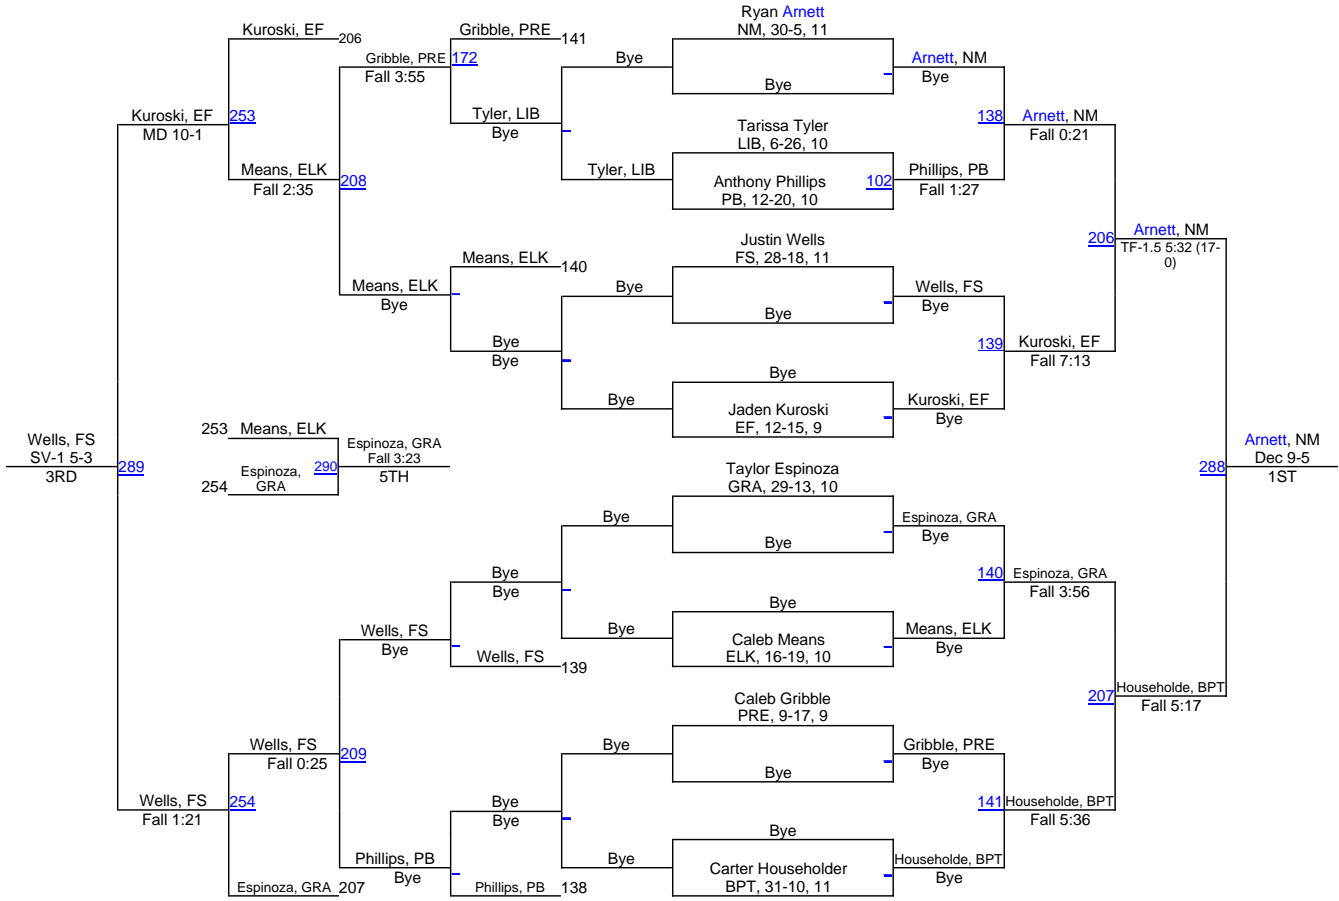 Ryan Arnett
NM, 30-5, 11
Kuroski, EF
206
Gribble, PRE
141
Gribble, PRE
172
Fall 3:55
Bye
Bye
Arnett, NM
Bye
Kuroski, EF
253
MD 10-1
Tyler, LIB
Bye
138
Arnett, NM
Fall 0:21
Tarissa Tyler
LIB, 6-26, 10
Means, ELK
Fall 2:35
208
Tyler, LIB
Anthony Phillips
PB, 12-20, 10
102
Phillips, PB
Fall 1:27
Justin Wells
FS, 28-18, 11
206
Arnett, NM
TF-1.5 5:32 (17-
0)
Means, ELK
140
Means, ELK
Bye
Bye
Bye
Wells, FS
Bye
Bye
Bye
139
Kuroski, EF
Fall 7:13
Bye
Bye
Jaden Kuroski
EF, 12-15, 9
Kuroski, EF
Bye
253
Means, ELK
Wells, FS
SV-1 5-3
3RD
289
Espinoza, GRA
Fall 3:23
5TH
290
Espinoza,
GRA
254
288
Arnett, NM
Dec 9-5
1ST
Taylor Espinoza
GRA, 29-13, 10
Bye
Bye
Espinoza, GRA
Bye
Bye
Bye
140
Espinoza, GRA
Fall 3:56
Bye
Wells, FS
Bye
Bye
Caleb Means
ELK, 16-19, 10
Means, ELK
Bye
Wells, FS
139
207
Householde, BPT
Fall 5:17
Caleb Gribble
PRE, 9-17, 9
Wells, FS
Fall 0:25
209
Bye
Bye
Gribble, PRE
Bye
Wells, FS
Fall 1:21
254
Bye
Bye
141
Householde, BPT
Fall 5:36
Bye
Phillips, PB
Bye
Bye
Carter Householder
BPT, 31-10, 11
Householde, BPT
Bye
Espinoza, GRA
207
Phillips, PB
138